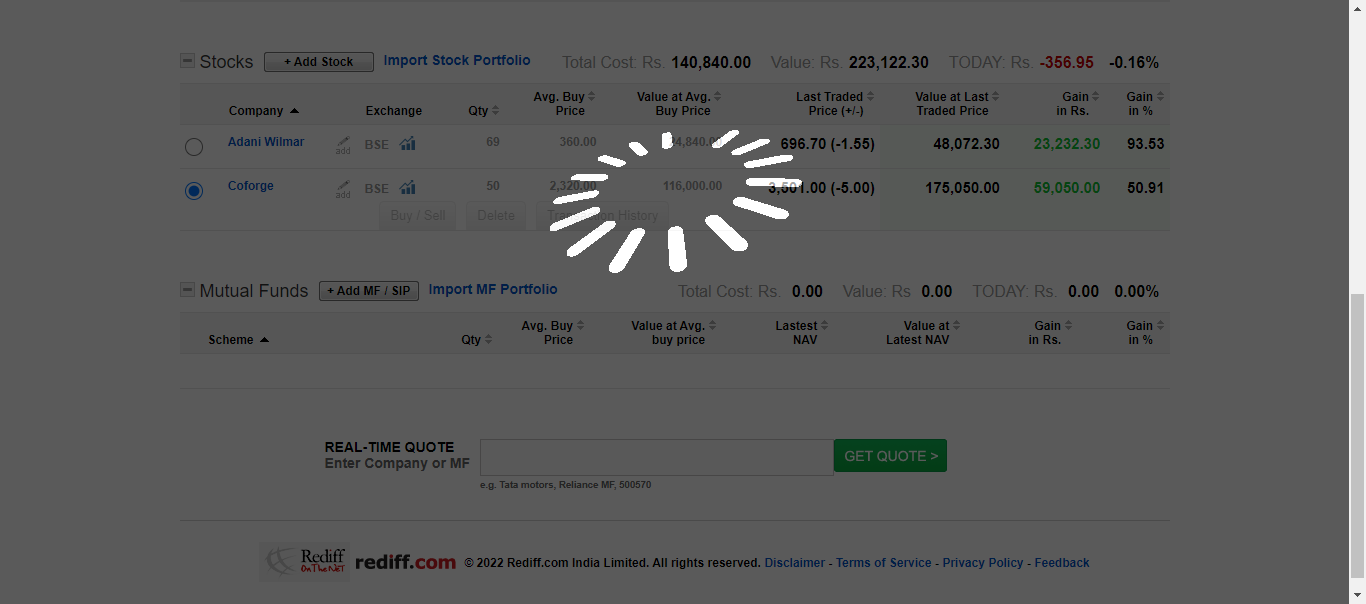 Stocks + Add Stock Import Stock Portfolio Total Cost: Rs. 140,840.00 Value: Rs. 223,122.30 TODAY: Rs. -356.95 -0.16%
Company Exchange Qty Avg. Buy Price Value at Avg. Buy Price Last Traded Price (+/-) Value at Last Traded Price Gain in Rs. Gain in %
Adani Wilmar add BSE 69 360.00 696.70 (-1.55) 48,072.30 23,232.30 93.53
Coforge add BSE 50 2,320.00 116,000.00 3,501.00 (-5.00) 175,050.00 59,050.00 50.91
Buy / Sell Delete Transaction History
Mutual Funds + Add MF / SIP Import MF Portfolio Total Cost: Rs. 0.00 Value: Rs 0.00 TODAY: Rs. 0.00 0.00%
Scheme Qty Avg. Buy Price Value at Avg. buy price Lastest NAV Value at Latest NAV Gain in Rs. Gain in %
REAL-TIME QUOTE
Enter Company or MF GET QUOTE >
e.g. Tata motors, Reliance MF, 500570
Rediff On The NeT rediff.com © 2022 Rediff.com India Limited. All rights reserved. Disclaimer - Terms of Service - Privacy Policy - Feedback